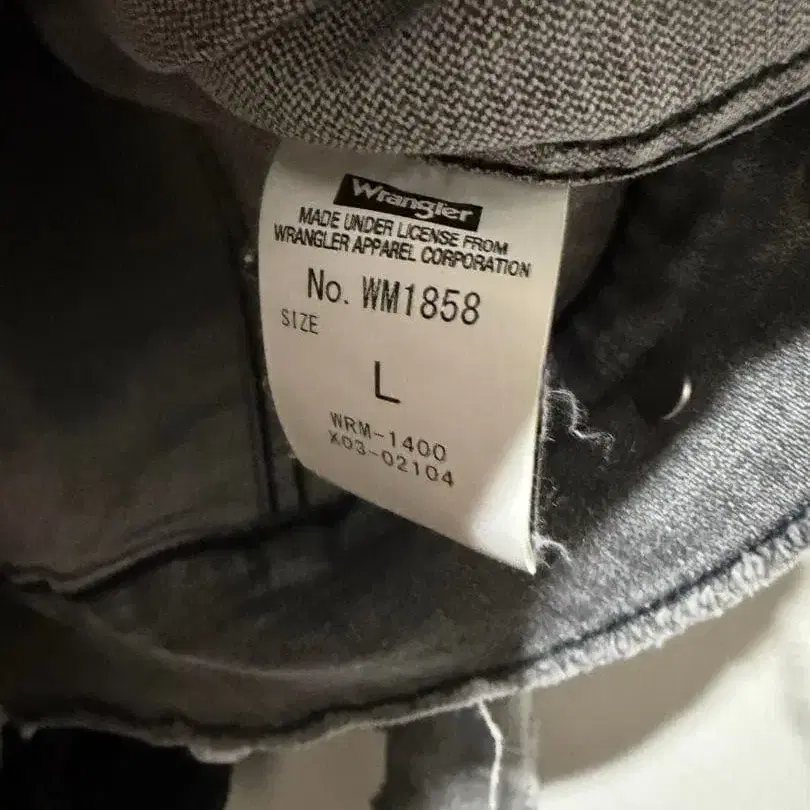 Wrangler
MADE UNDER LICENSE FROM
WRANGLER APPAREL CORPORATION
No. WM1858
SIZE
L
WRM-1400
X03-02104